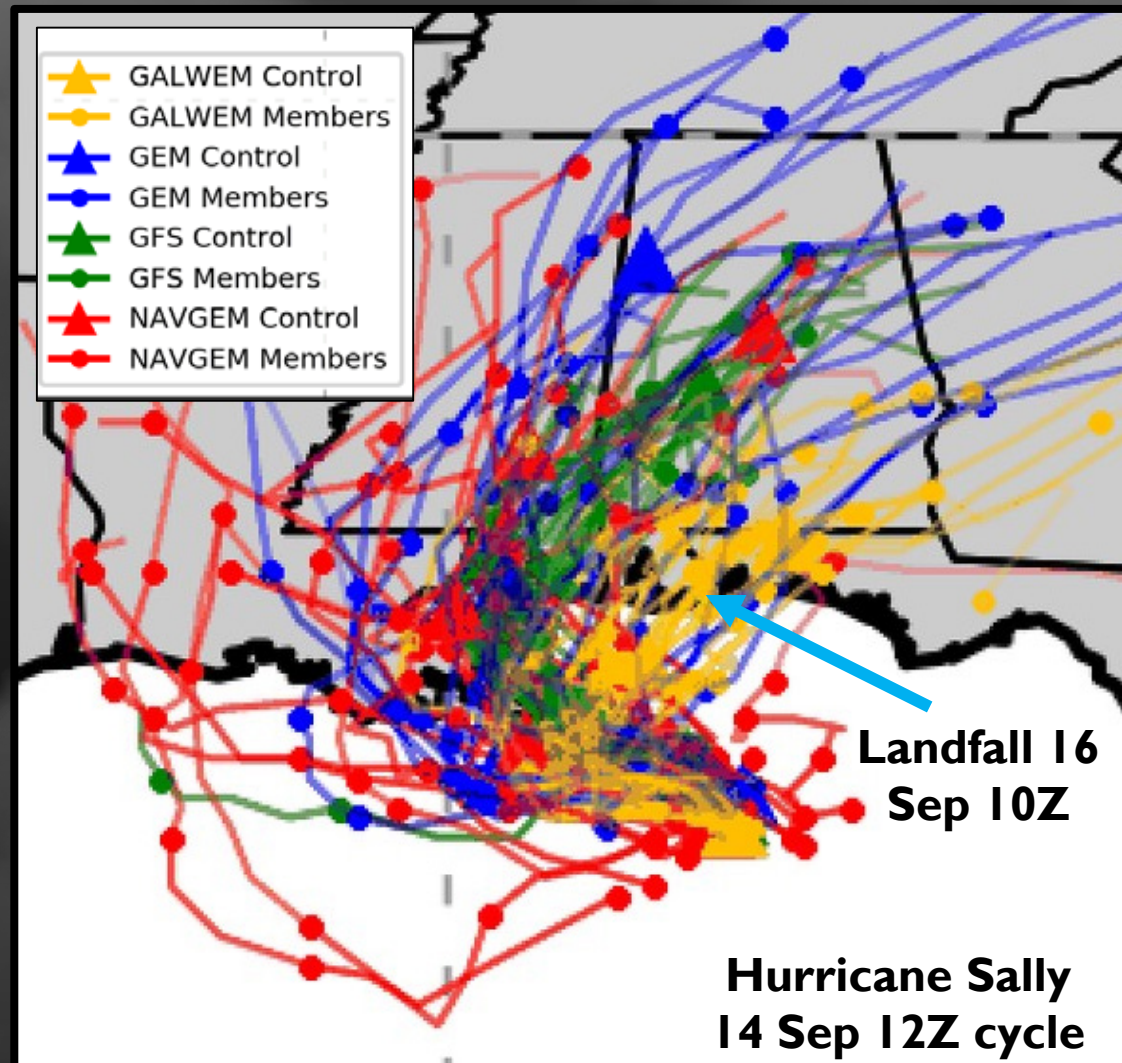 GALWEM Control
GALWEM Members
GEM Control
GEM Members
GFS Control
GFS Members
NAVGEM Control
NAVGEM Members
Landfall 16
Sep 10Z
Hurricane Sally
14 Sep 12Z cycle